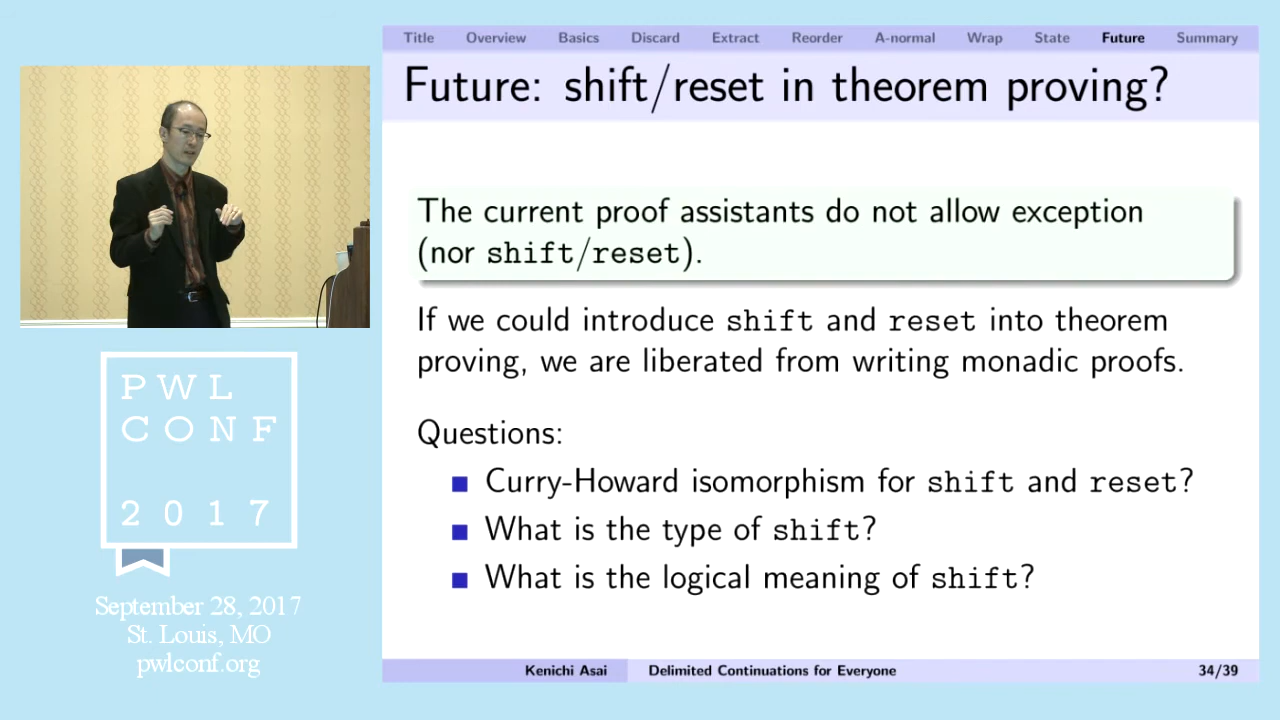 Title Overview Basics Discard Extract Reorder A-normal Wrap State Future Summary
Future: shift/reset in theorem proving?
The current proof assistants do not allow exception
(nor shift/reset).
If we could introduce shift and reset into theorem
proving, we are liberated from writing monadic proofs.
Questions:
Curry-Howard isomorphism for shift and reset?
What is the type of shift?
What is the logical meaning of shift?
Kenichi Asai Delimited Continuations for Everyone 34/39
PWL
CONF
2017
September 28, 2017
St. Louis, MO
pwlconf.org